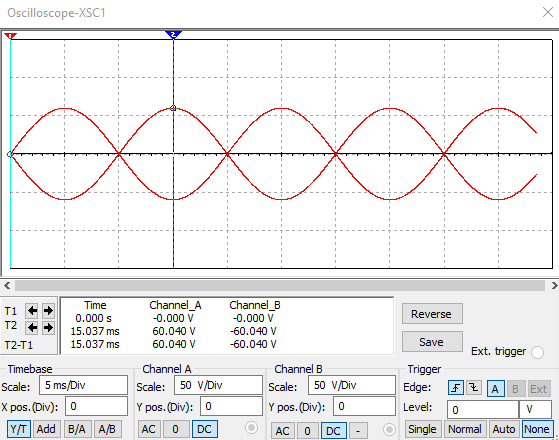 Oscilloscope-XSC1
1
2
T1
T2
T2-T1
Time Channel_A Channel_B
0.000 s -0.000 V -0.000 V
15.037 ms 60.040 V -60.040 V
15.037 ms 60.040 V -60.040 V
Reverse
Save
Ext. trigger
Timebase
Scale: 5 ms/Div
X pos.(Div): 0
Y/T Add B/A A/B
Channel A
Scale: 50 V/Div
Y pos.(Div): 0
AC 0 DC
Channel B
Scale: 50 V/Div
Y pos.(Div): 0
AC 0 DC -
Trigger
Edge: A B Ext
Level: 0 V
Single Normal Auto None